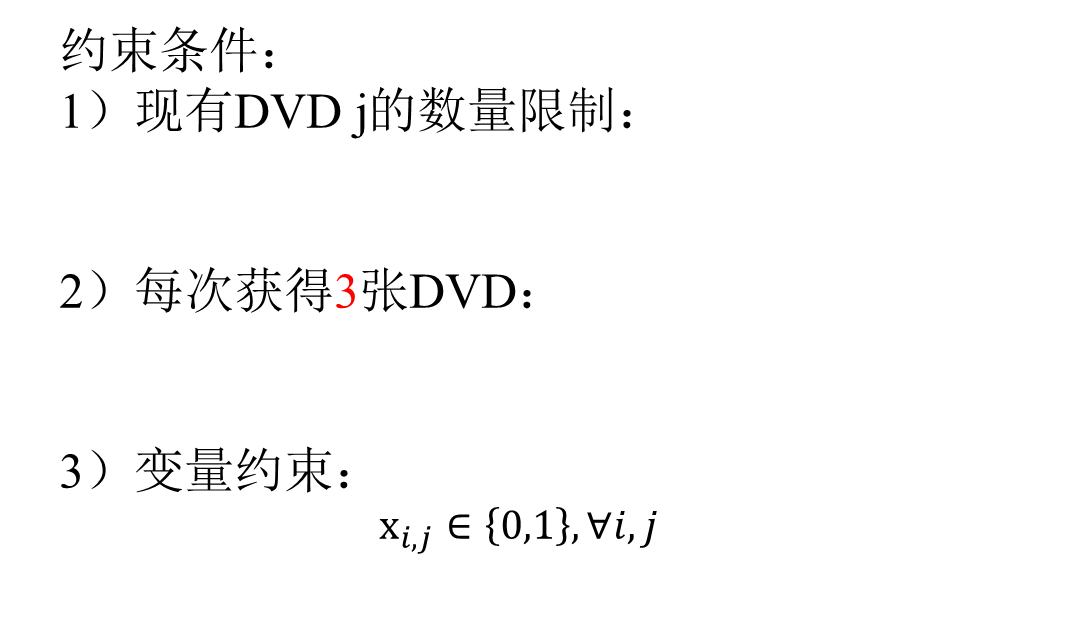 约束条件：
1）现有DVD j的数量限制：
2）每次获得3张DVD：
3）变量约束：
x_{i,j} ∈ {0,1}, ∀i, j